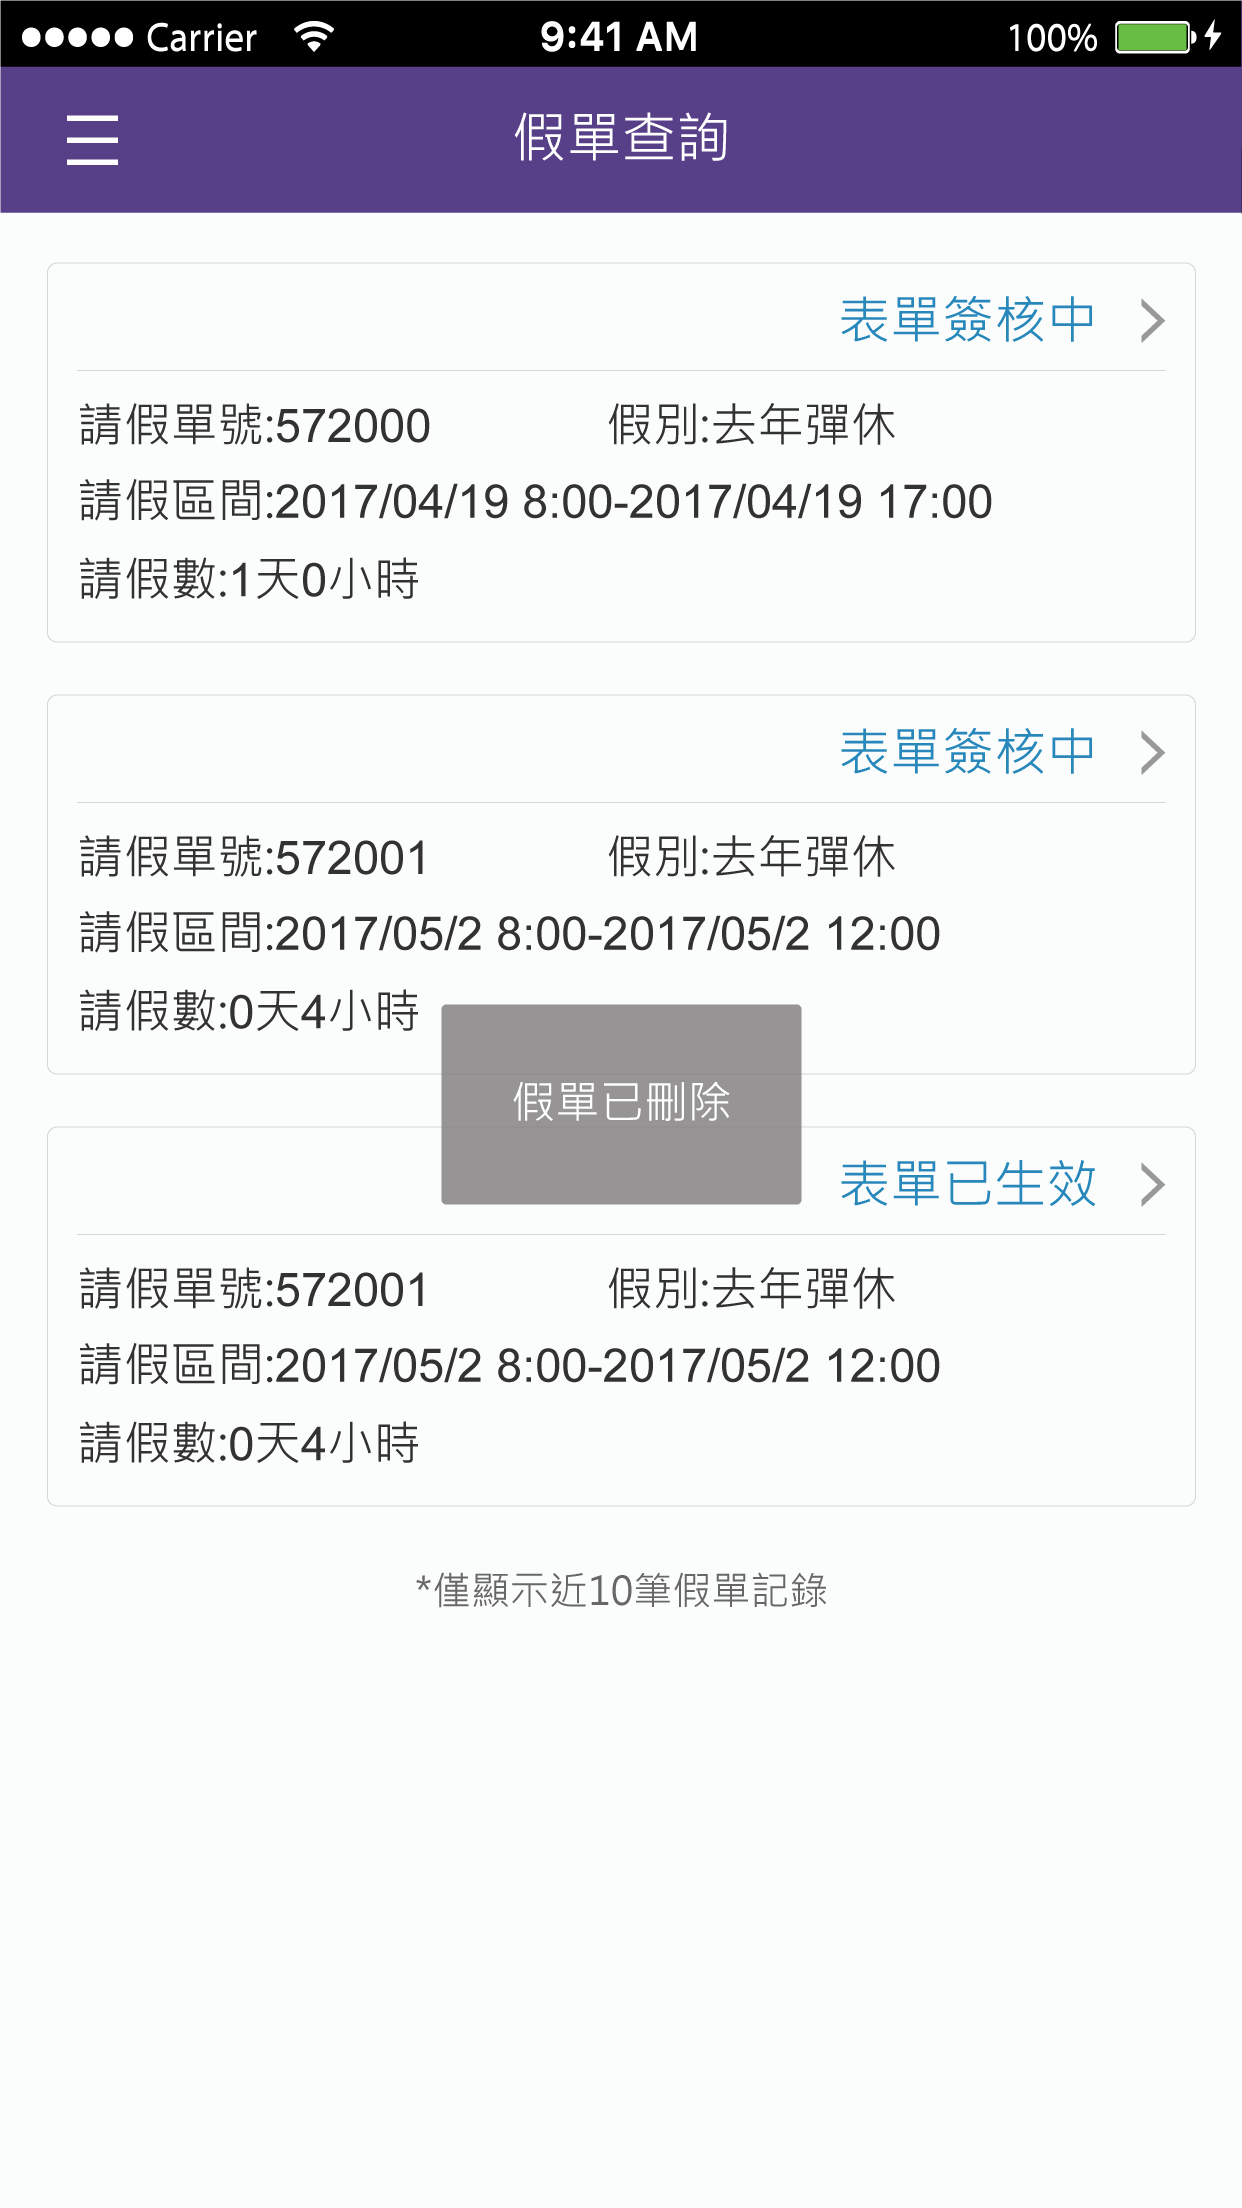 Carrier 9:41 AM 100%
假單查詢
表單簽核中
請假單號:572000 假別:去年彈休
請假區間:2017/04/19 8:00-2017/04/19 17:00
請假數:1天0小時
表單簽核中
請假單號:572001 假別:去年彈休
請假區間:2017/05/2 8:00-2017/05/2 12:00
請假數:0天4小時
假單已刪除
表單已生效
請假單號:572001 假別:去年彈休
請假區間:2017/05/2 8:00-2017/05/2 12:00
請假數:0天4小時
*僅顯示近10筆假單記錄